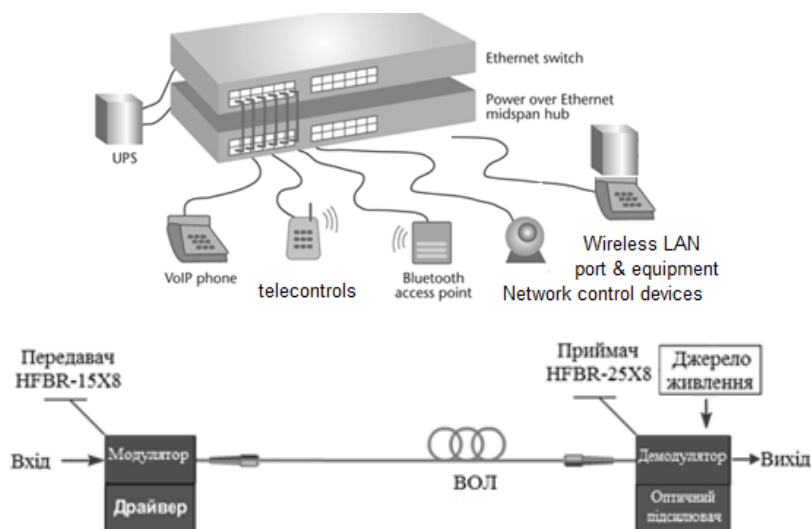 Ethernet switch
Power over Ethernet
midspan hub
UPS
VoIP phone
telecontrols
Bluetooth
access point
Wireless LAN
port & equipment
Network control devices
Передавач
HFBR-15X8
Приймач
HFBR-25X8
Джерело
живлення
Вхід
Модулятор
Драйвер
ВОЛ
Демодулятор
Оптичний
підсилювач
Вихід